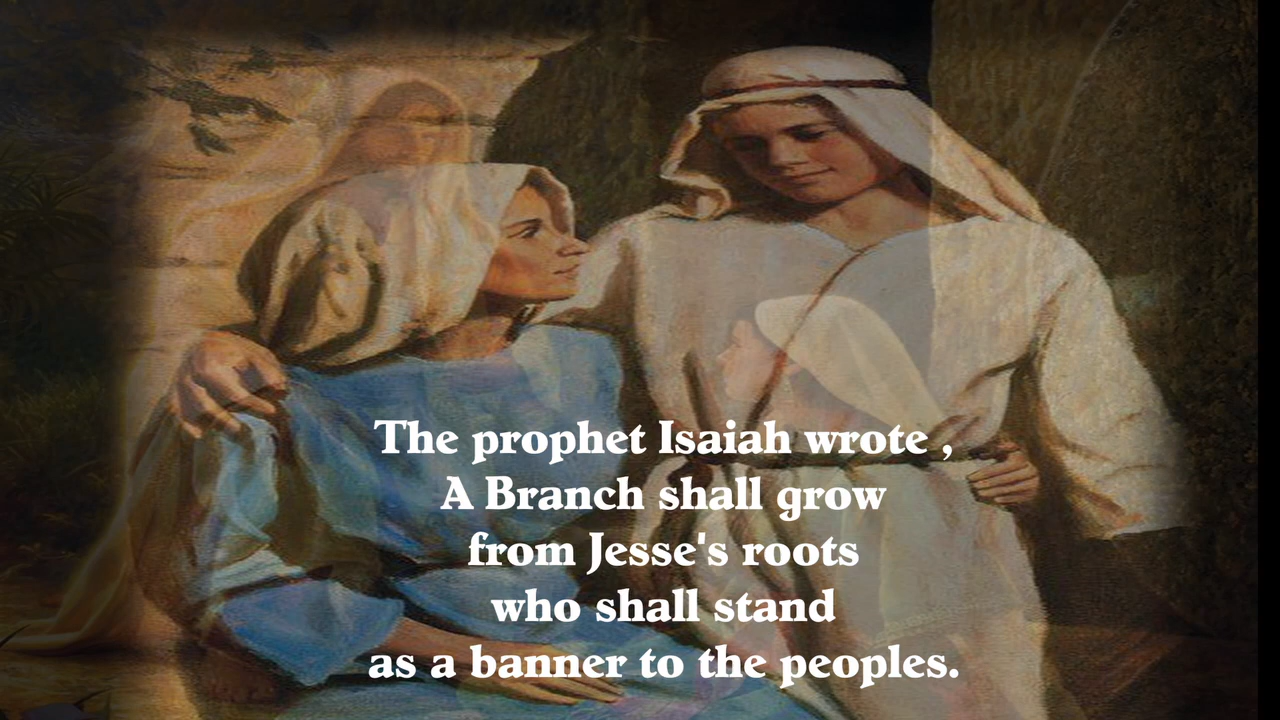 The prophet Isaiah wrote ,
A Branch shall grow
from Jesse's roots
who shall stand
as a banner to the peoples.